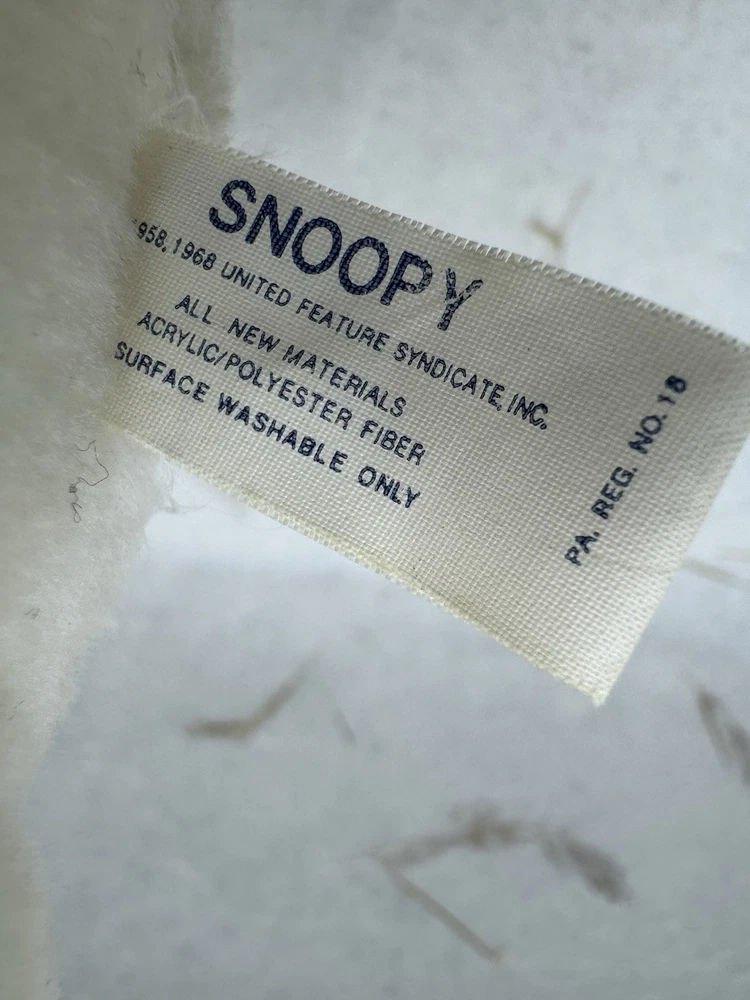 SNOOPY
958, 1968 UNITED FEATURE SYNDICATE, INC.
ALL NEW MATERIALS
ACRYLIC/POLYESTER FIBER
SURFACE WASHABLE ONLY
PA. REG. NO. 18